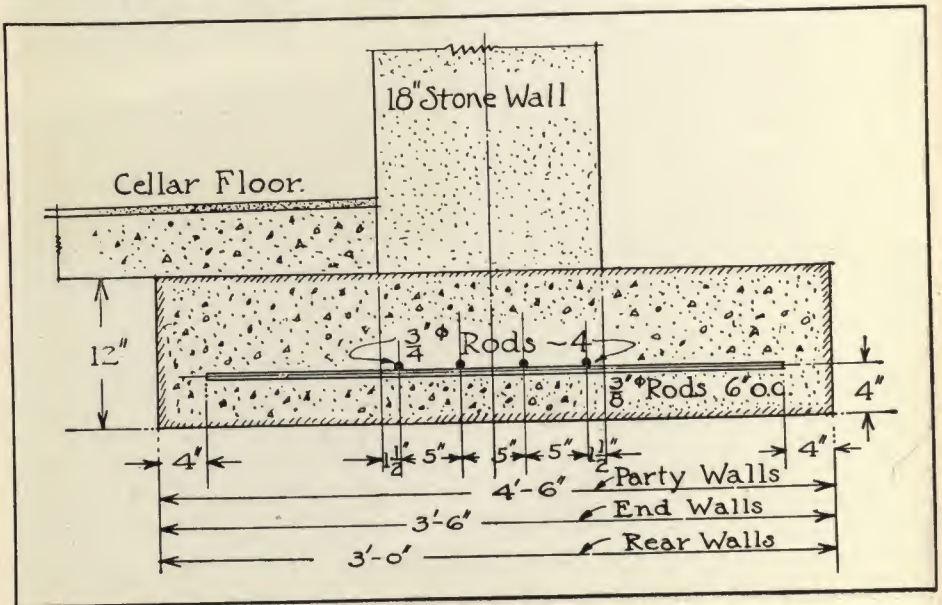 18" Stone Wall
Cellar Floor.
12"
3/4" ϕ Rods - 4
3/8" ϕ Rods 6" o.c.
4"
4"
1 1/2"
5"
5"
5"
1 1/2"
4"
4'-6"
Party Walls
3'-6"
End Walls
3'-0"
Rear Walls